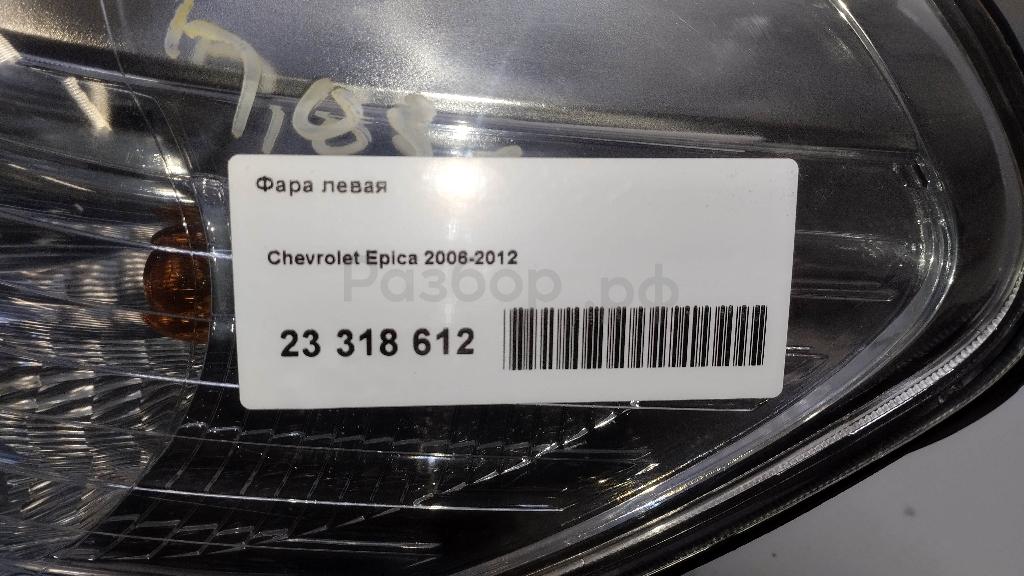 Фара левая
Chevrolet Epica 2006-2012
Разбор.рф
23 318 612